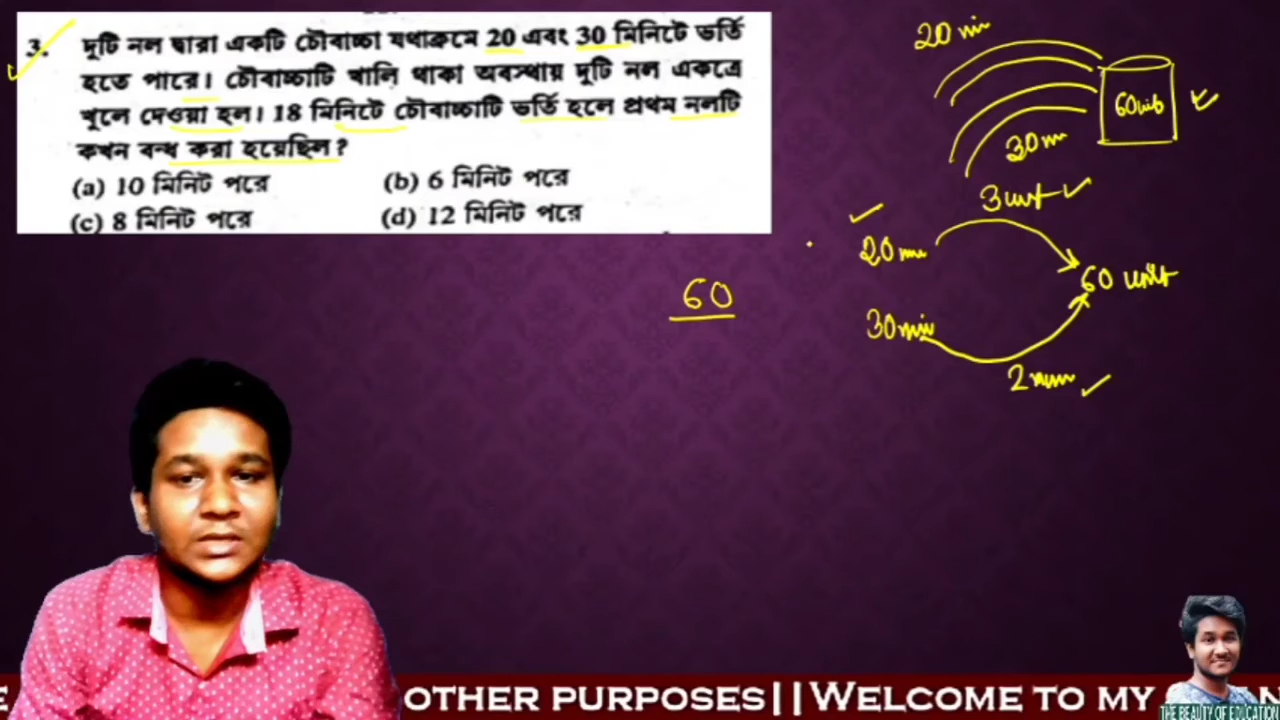 3. দুটি নল দ্বারা একটি চৌবাচ্চা যথাক্রমে 20 এবং 30 মিনিটে ভর্তি
হতে পারে। চৌবাচ্চাটি খালি থাকা অবস্থায় দুটি নল একত্রে
খুলে দেওয়া হল। 18 মিনিটে চৌবাচ্চাটি ভর্তি হলে প্রথম নলটি
কখন বন্ধ করা হয়েছিল?
(a) 10 মিনিট পরে (b) 6 মিনিট পরে
(c) 8 মিনিট পরে (d) 12 মিনিট পরে
20 min
60 unit
30 m
3 unit
20 min
60 unit
60
30 min
2
OTHER PURPOSES||WELCOME TO MY
THE BEAUTY OF EDUCATION